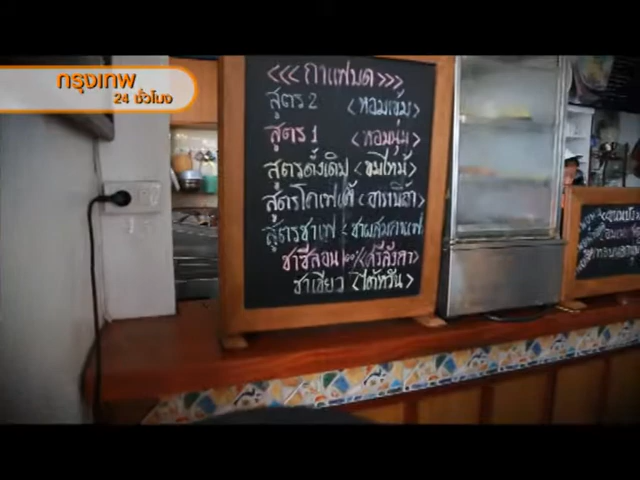 กรุงเทพ
24 ชั่วโมง
<<< กาแฟบด >>>
สูตร 2 < หอมเข้ม >
สูตร 1 < หอมนุ่ม >
สูตรดั้งเดิม < ขมไหม้ >
สูตรโกเฟ่แท้ < อาราบีก้า >
สูตรชาเฟ่ < ชาผสมกาแฟ >
ชาซีลอน 100% < ศรีลังกา >
ชาเขียว < ไต้หวัน >